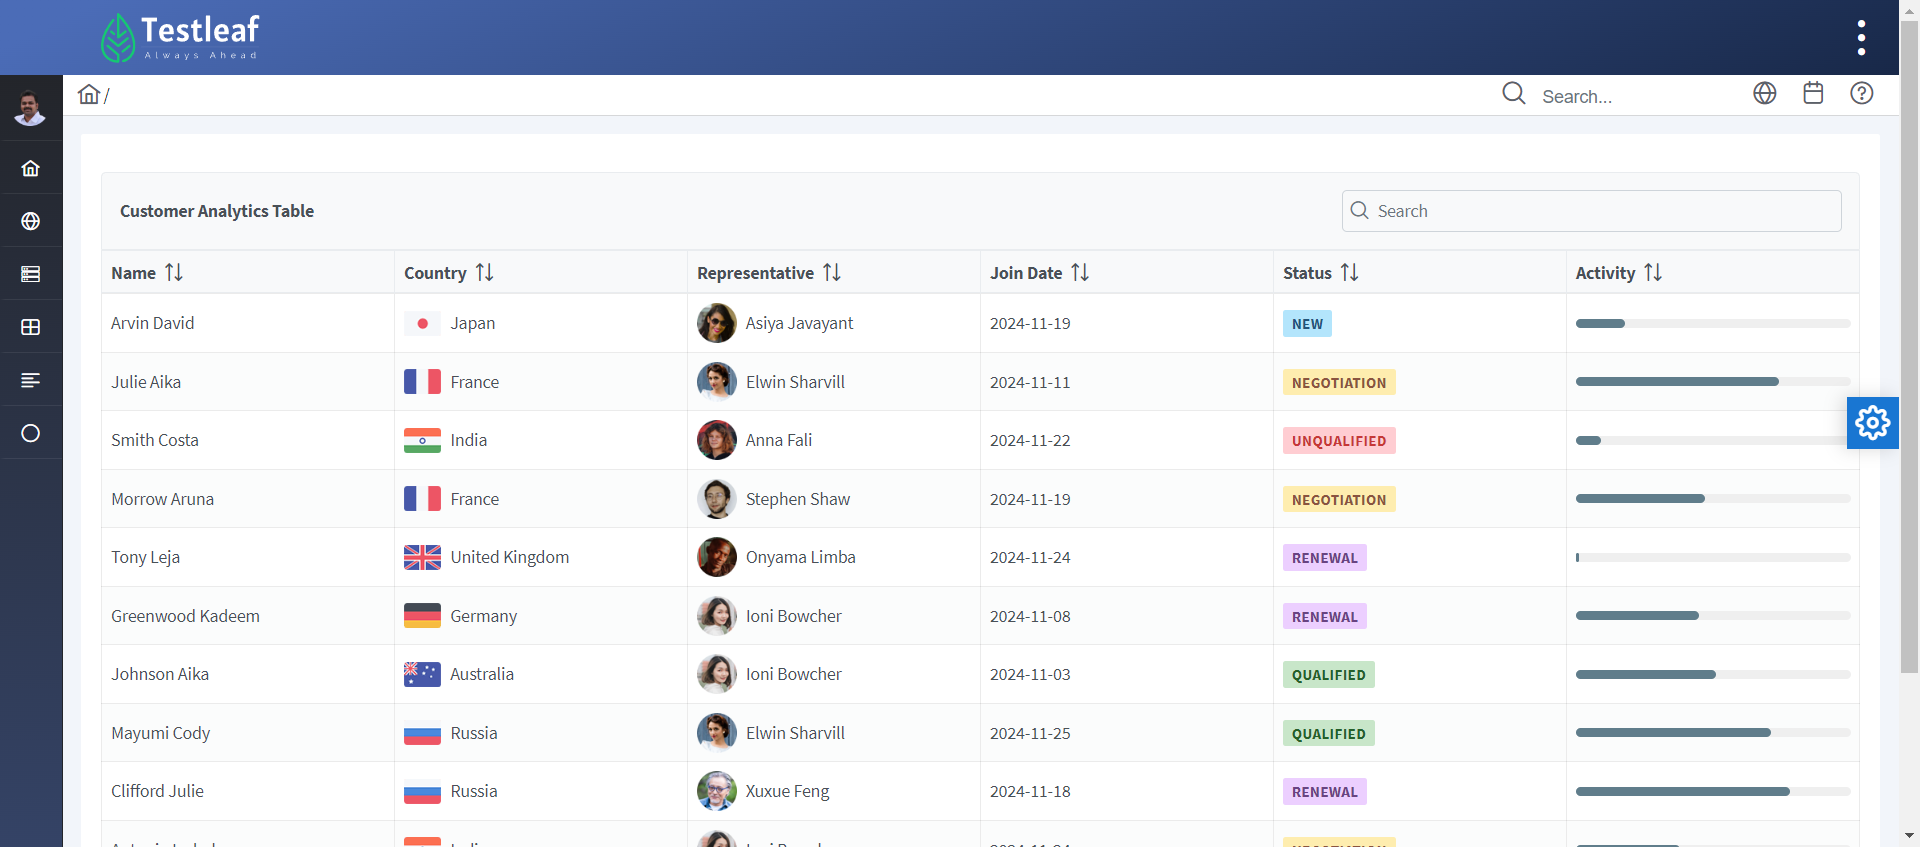 Testleaf
Always Ahead
/
Search...
Customer Analytics Table
Search
Name Country Representative Join Date Status Activity
Arvin David Japan Asiya Javayant 2024-11-19 NEW
Julie Aika France Elwin Sharvill 2024-11-11 NEGOTIATION
Smith Costa India Anna Fali 2024-11-22 UNQUALIFIED
Morrow Aruna France Stephen Shaw 2024-11-19 NEGOTIATION
Tony Leja United Kingdom Onyama Limba 2024-11-24 RENEWAL
Greenwood Kadeem Germany Ioni Bowcher 2024-11-08 RENEWAL
Johnson Aika Australia Ioni Bowcher 2024-11-03 QUALIFIED
Mayumi Cody Russia Elwin Sharvill 2024-11-25 QUALIFIED
Clifford Julie Russia Xuxue Feng 2024-11-18 RENEWAL